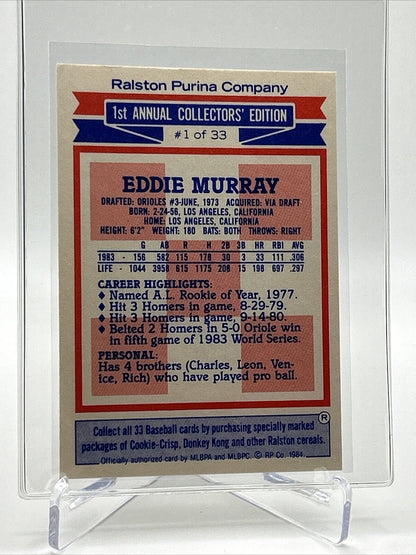 Ralston Purina Company
1st ANNUAL COLLECTORS' EDITION
#1 of 33
EDDIE MURRAY
DRAFTED: ORIOLES #3-JUNE, 1973 ACQUIRED: VIA DRAFT
BORN: 2-24-56, LOS ANGELES, CALIFORNIA
HOME: LOS ANGELES, CALIFORNIA
HEIGHT: 6'2" WEIGHT: 180 BATS: BOTH THROWS: RIGHT
G AB R H 2B 3B HR RBI AVG
1983 - 156 582 115 178 30 3 33 111 .306
LIFE - 1044 3958 615 1175 208 15 198 697 .297
CAREER HIGHLIGHTS:
♦ Named A.L. Rookie of Year, 1977.
♦ Hit 3 Homers in game, 8-29-79.
♦ Hit 3 Homers in game, 9-14-80.
♦ Belted 2 Homers in 5-0 Oriole win
in fifth game of 1983 World Series.
PERSONAL:
Has 4 brothers (Charles, Leon, Ven-
ice, Rich) who have played pro ball.
®
Collect all 33 Baseball cards by purchasing specially marked
packages of Cookie-Crisp, Donkey Kong and other Ralston cereals.
Officially authorized card by MLBPA and MLBPC. © RP Co. 1984